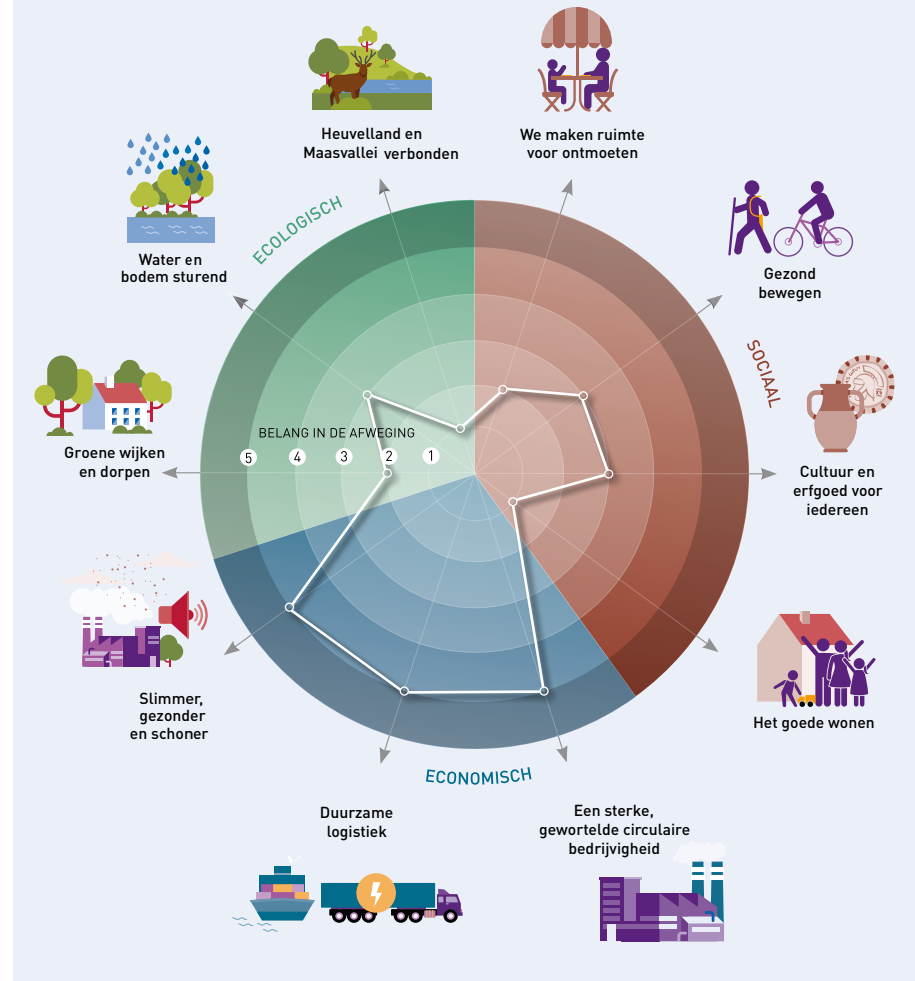 Heuvelland en
Maasvallei verbonden
We maken ruimte
voor ontmoeten
ECOLOGISCH
Water en
bodem sturend
Gezond
bewegen
SOCIAAL
Groene wijken
en dorpen
BELANG IN DE AFWEGING
5 4 3 2 1
Cultuur en
erfgoed voor
iedereen
Slimmer,
gezonder
en schoner
Het goede wonen
ECONOMISCH
Duurzame
logistiek
Een sterke,
gewortelde circulaire
bedrijvigheid